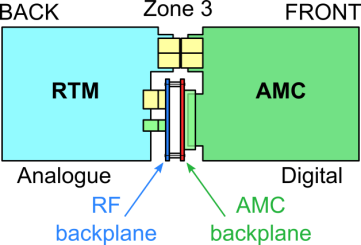 BACK Zone 3 FRONT
RTM AMC
Analogue Digital
RF AMC
backplane backplane